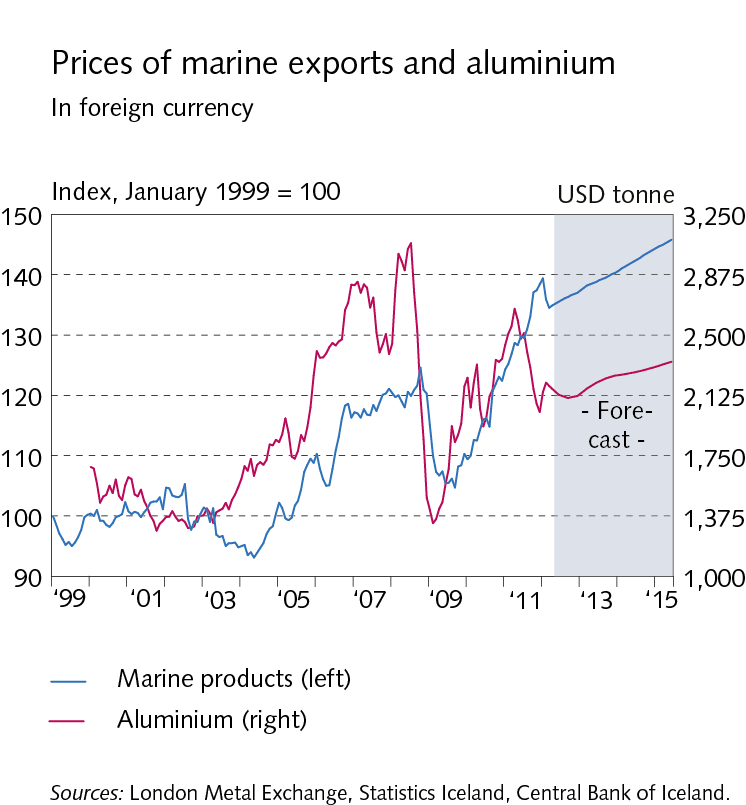 Prices of marine exports and aluminium
In foreign currency
Index, January 1999 = 100
USD tonne
150
3,250
140
2,875
130
2,500
120
2,125
- Fore-
cast -
110
1,750
100
1,375
90
1,000
‘99
‘01
‘03
‘05
‘07
‘09
‘11
‘13
‘15
Marine products (left)
Aluminium (right)
Sources: London Metal Exchange, Statistics Iceland, Central Bank of Iceland.